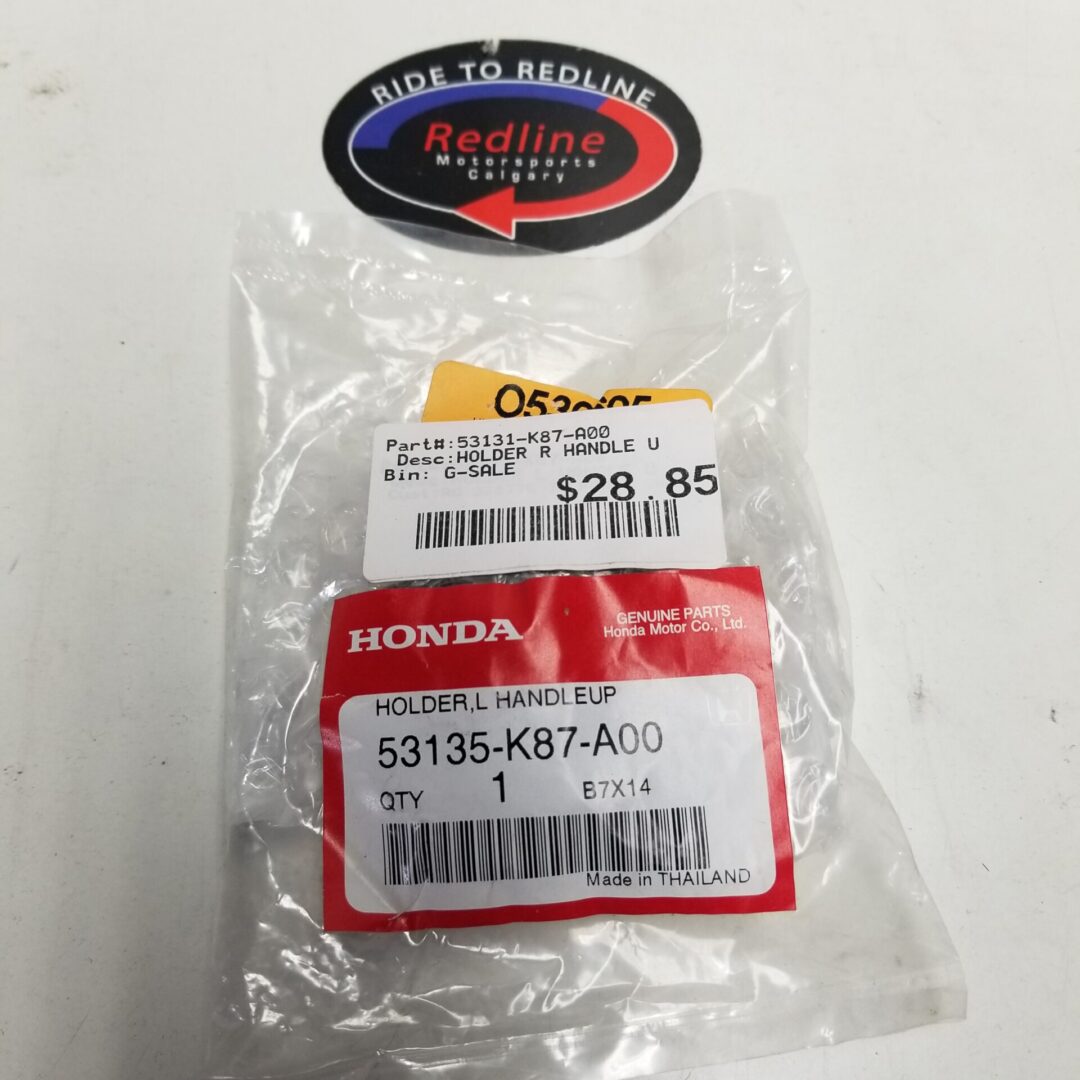 RIDE TO REDLINE
Redline
Motorsports
Calgary
Part#:53131-K87-A00
Desc:HOLDER R HANDLE U
Bin: G-SALE
$28.85
HONDA
GENUINE PARTS
Honda Motor Co., Ltd.
HOLDER,L HANDLEUP
53135-K87-A00
QTY 1 B7X14
Made in THAILAND